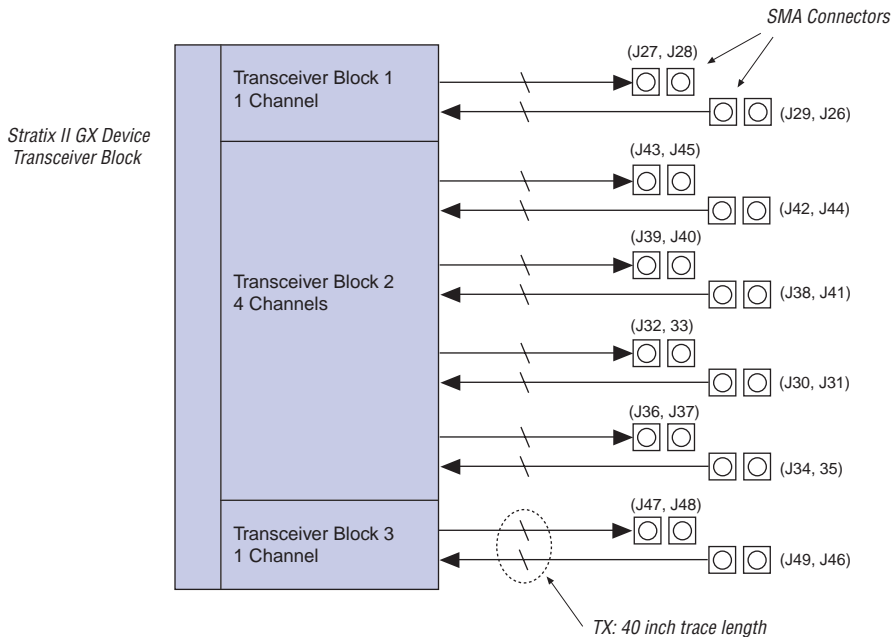 SMA Connectors
(J27, J28)
Transceiver Block 1
1 Channel
(J29, J26)
Stratix II GX Device
Transceiver Block
(J43, J45)
(J42, J44)
(J39, J40)
Transceiver Block 2
4 Channels
(J38, J41)
(J32, 33)
(J30, J31)
(J36, J37)
(J34, 35)
(J47, J48)
Transceiver Block 3
1 Channel
(J49, J46)
TX: 40 inch trace length